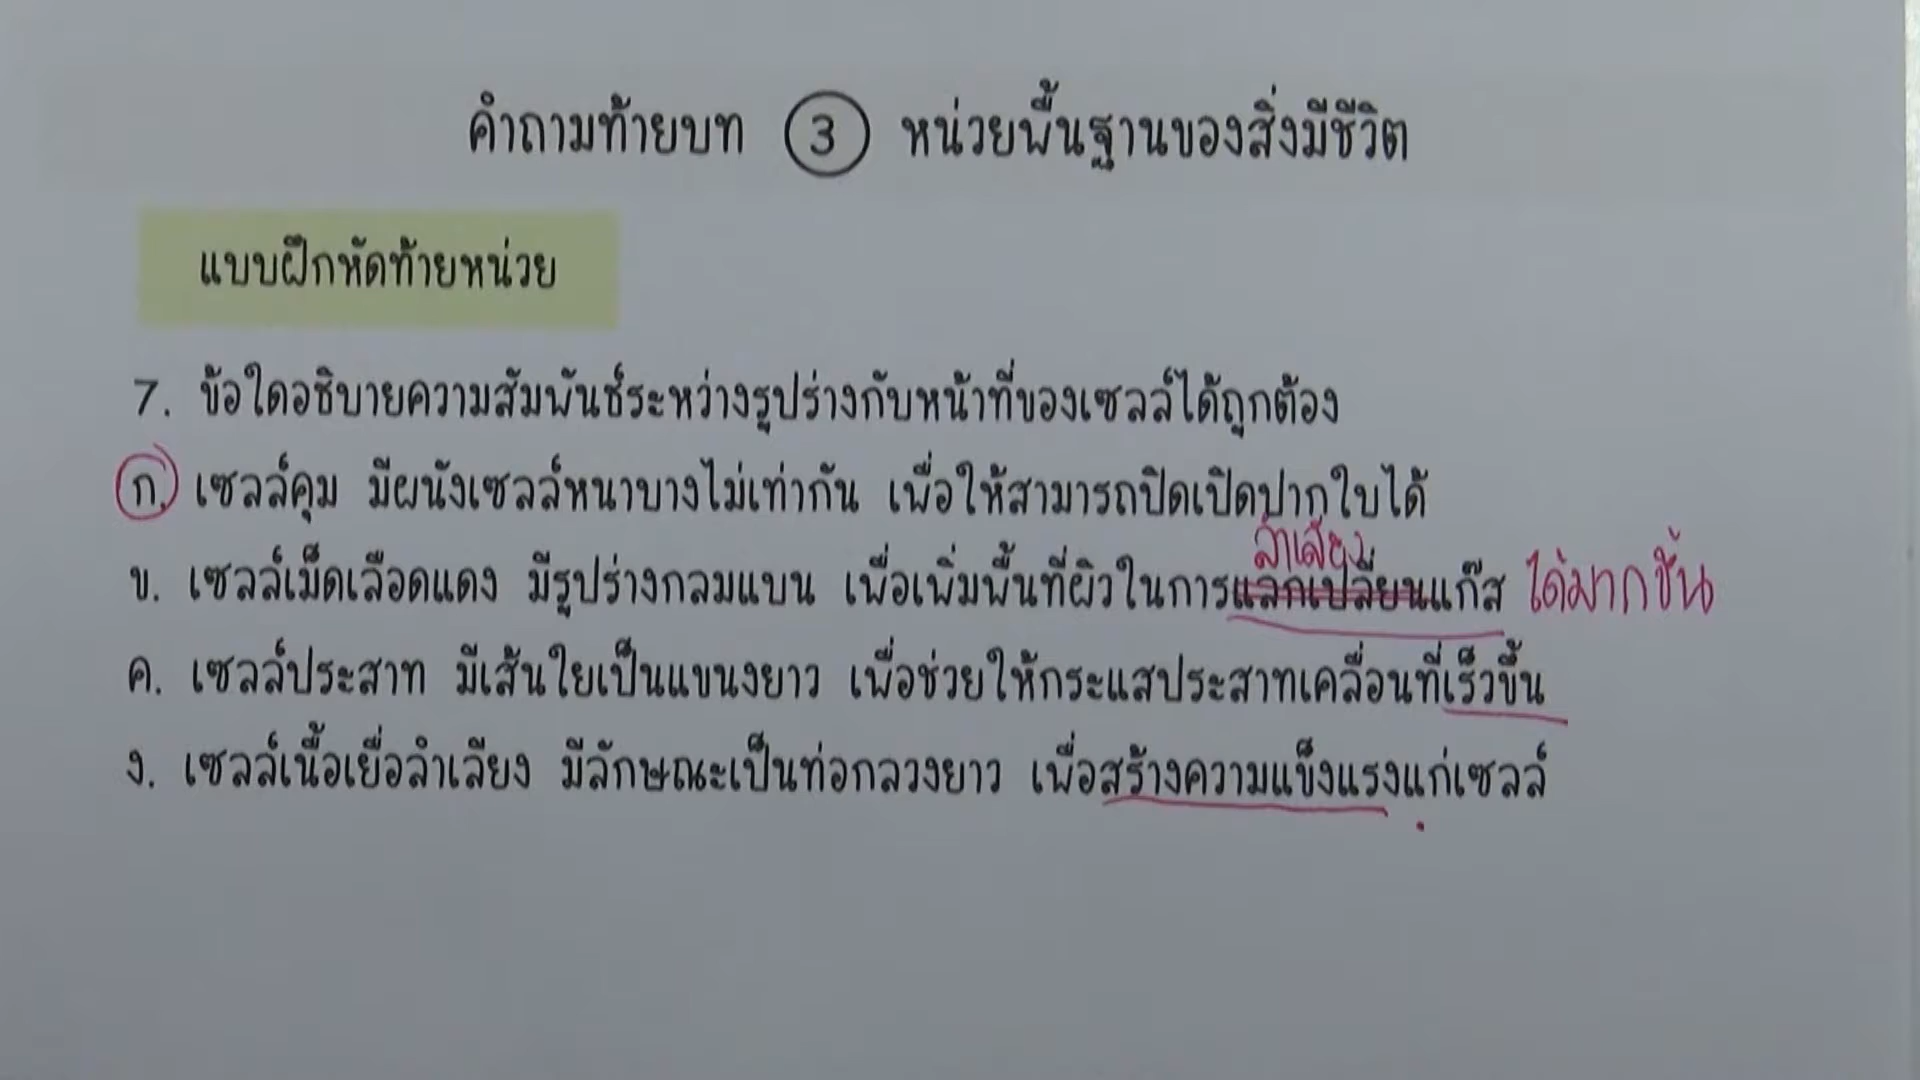 คำถามท้ายบท 3 หน่วยพื้นฐานของสิ่งมีชีวิต
แบบฝึกหัดท้ายหน่วย
7. ข้อใดอธิบายความสัมพันธ์ระหว่างรูปร่างกับหน้าที่ของเซลล์ได้ถูกต้อง
ก. เซลล์คุม มีผนังเซลล์หนาบางไม่เท่ากัน เพื่อให้สามารถปิดเปิดปากใบได้
ลำเลียง
ข. เซลล์เม็ดเลือดแดง มีรูปร่างกลมแบน เพื่อเพิ่มพื้นที่ผิวในการแลกเปลี่ยนแก๊ส ได้มากขึ้น
ค. เซลล์ประสาท มีเส้นใยเป็นแขนงยาว เพื่อช่วยให้กระแสประสาทเคลื่อนที่เร็วขึ้น
ง. เซลล์เนื้อเยื่อลำเลียง มีลักษณะเป็นท่อกลวงยาว เพื่อสร้างความแข็งแรงแก่เซลล์